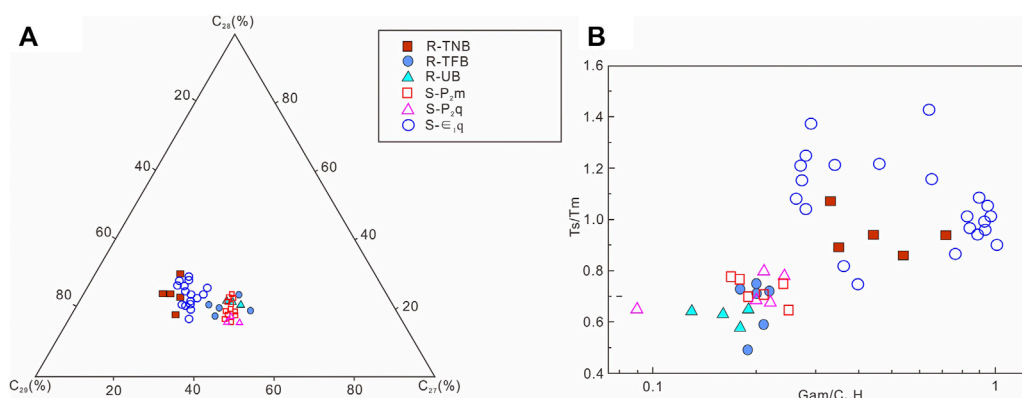 A
C₂₈(%)
20
80
40
60
60
40
80
20
C₂₉(%)
20
40
60
80
C₂₇(%)
R-TNB
R-TFB
R-UB
S-P₂m
S-P₂q
S-∈₁q
B
1.6
1.4
1.2
1.0
0.8
0.6
0.4
Ts/Tm
0.1
1